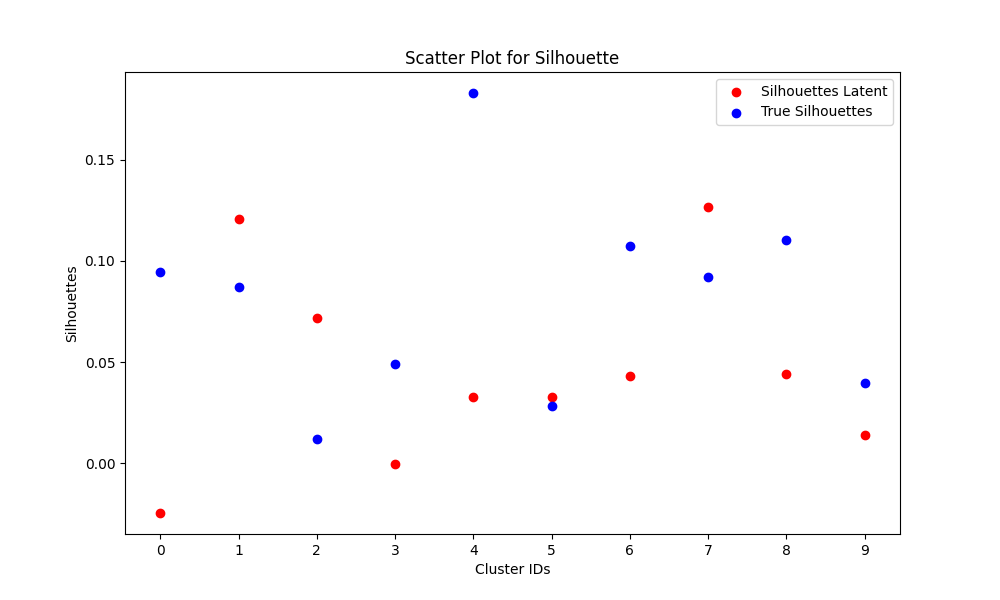 Scatter Plot for Silhouette
Silhouettes Latent
True Silhouettes
Silhouettes
0.15
0.10
0.05
0.00
0 1 2 3 4 5 6 7 8 9
Cluster IDs